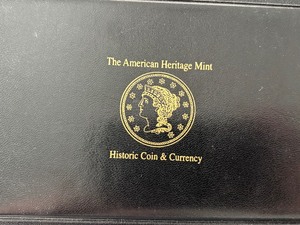 The American Heritage Mint
Historic Coin & Currency